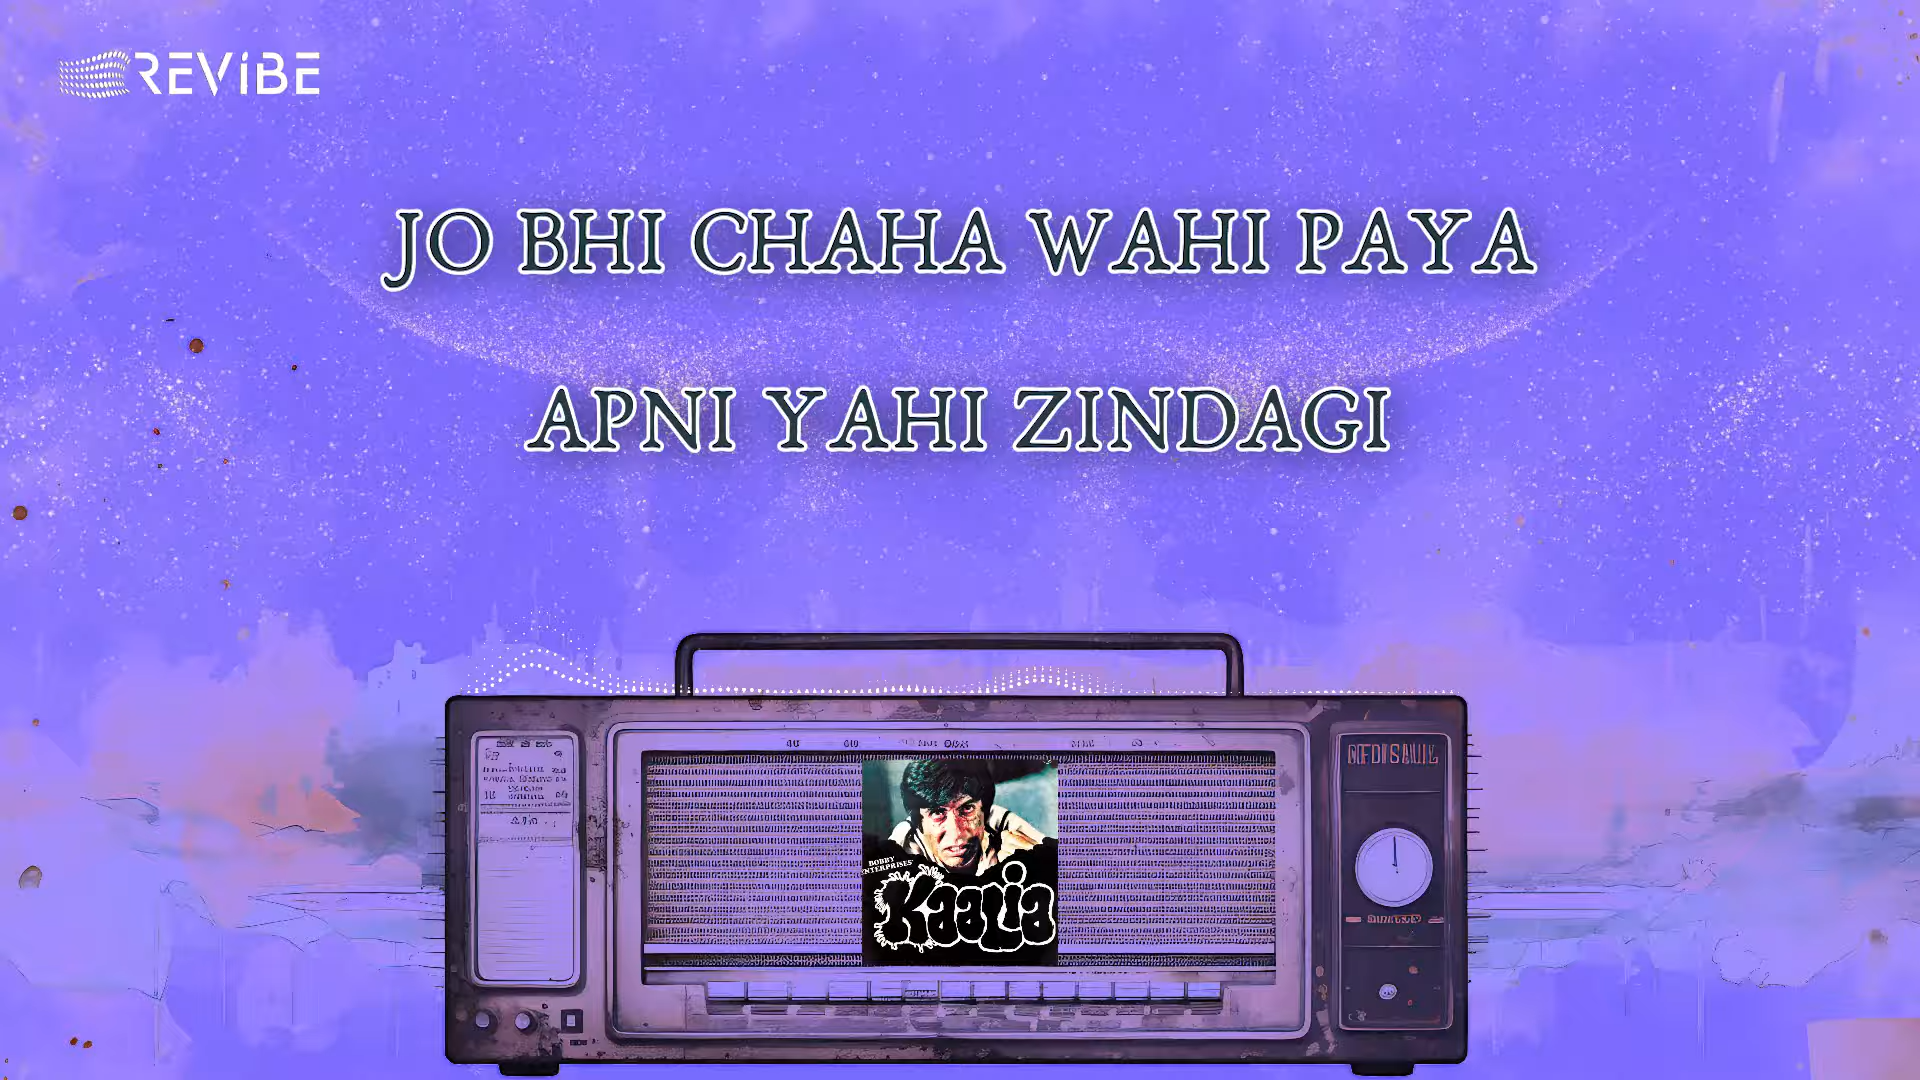 REViBE
JO BHI CHAHA WAHI PAYA
APNI YAHI ZINDAGI
BOBBY
ENTERPRISES'
Kaalia